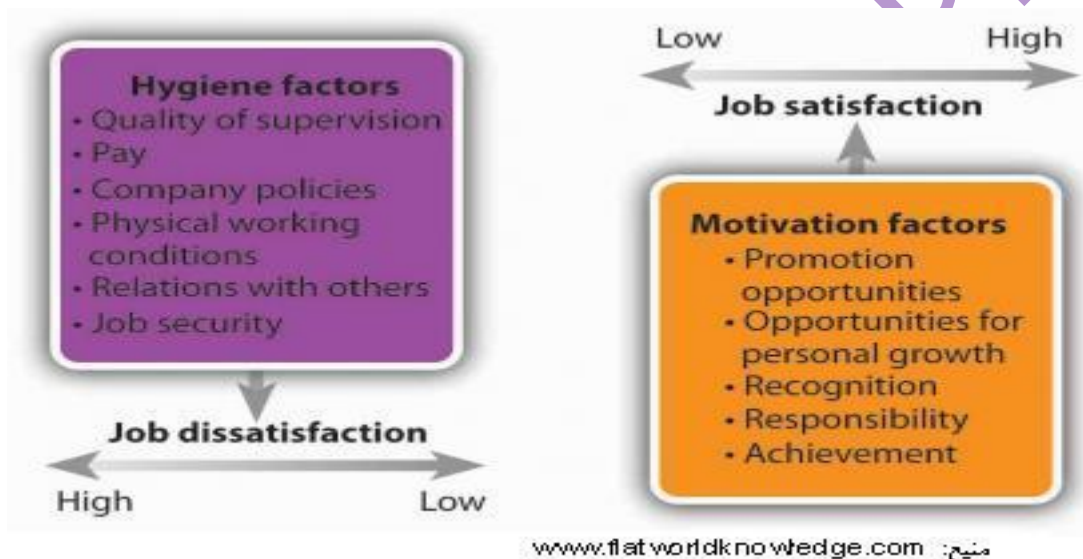 Hygiene factors
• Quality of supervision
• Pay
• Company policies
• Physical working
conditions
• Relations with others
• Job security
Job dissatisfaction
High Low
Low High
Job satisfaction
Motivation factors
• Promotion
opportunities
• Opportunities for
personal growth
• Recognition
• Responsibility
• Achievement
منبع: www.flatworldknowledge.com